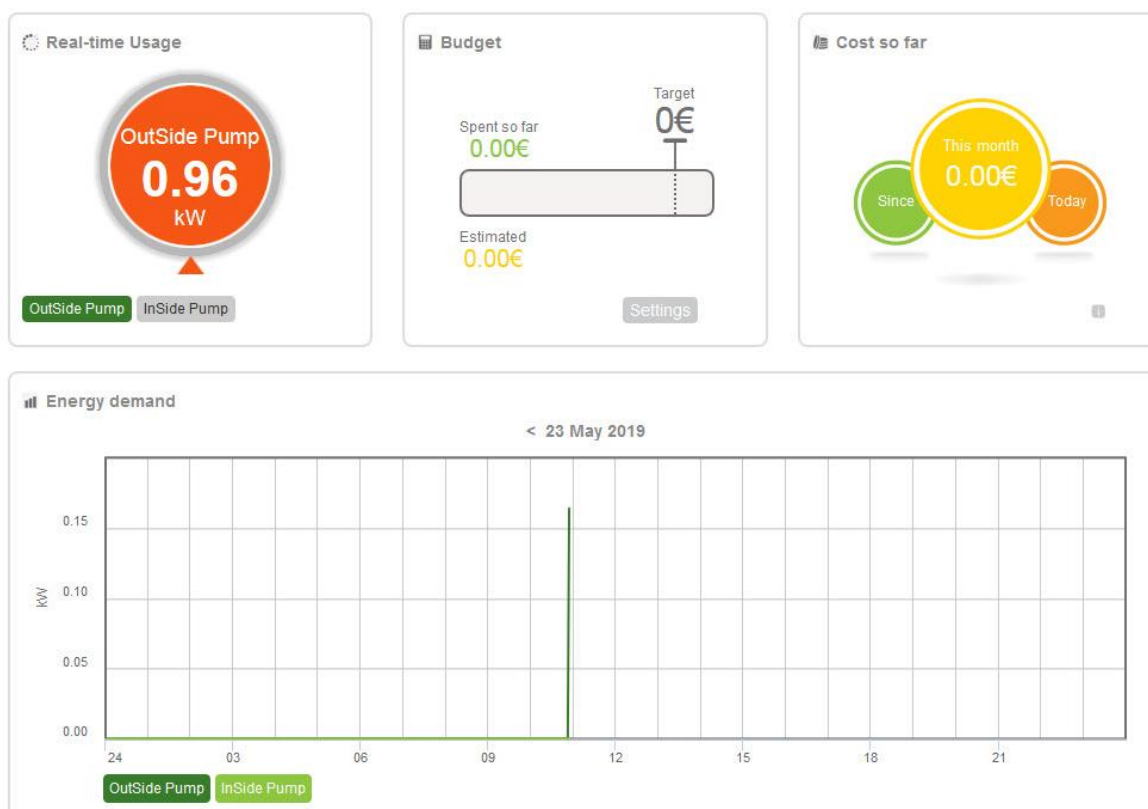 Real-time Usage
OutSide Pump
0.96
kW
OutSide Pump InSide Pump
Budget
Target
0€
Spent so far
0.00€
Estimated
0.00€
Settings
Cost so far
This month
0.00€
Since
Today
i
Energy demand
< 23 May 2019
0.15
0.10
0.05
0.00
kW
24 03 06 09 12 15 18 21
OutSide Pump InSide Pump